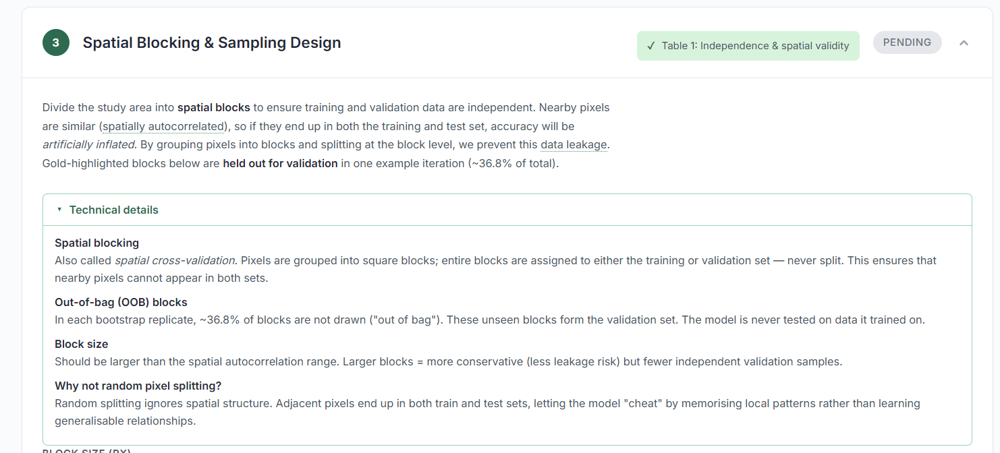 3
Spatial Blocking & Sampling Design
✓ Table 1: Independence & spatial validity
PENDING
Divide the study area into spatial blocks to ensure training and validation data are independent. Nearby pixels
are similar (spatially autocorrelated), so if they end up in both the training and test set, accuracy will be
artificially inflated. By grouping pixels into blocks and splitting at the block level, we prevent this data leakage.
Gold-highlighted blocks below are held out for validation in one example iteration (~36.8% of total).
▼ Technical details
Spatial blocking
Also called spatial cross-validation. Pixels are grouped into square blocks; entire blocks are assigned to either the training or validation set — never split. This ensures that
nearby pixels cannot appear in both sets.
Out-of-bag (OOB) blocks
In each bootstrap replicate, ~36.8% of blocks are not drawn ("out of bag"). These unseen blocks form the validation set. The model is never tested on data it trained on.
Block size
Should be larger than the spatial autocorrelation range. Larger blocks = more conservative (less leakage risk) but fewer independent validation samples.
Why not random pixel splitting?
Random splitting ignores spatial structure. Adjacent pixels end up in both train and test sets, letting the model "cheat" by memorising local patterns rather than learning
generalisable relationships.
BLOCK SIZE (PX)